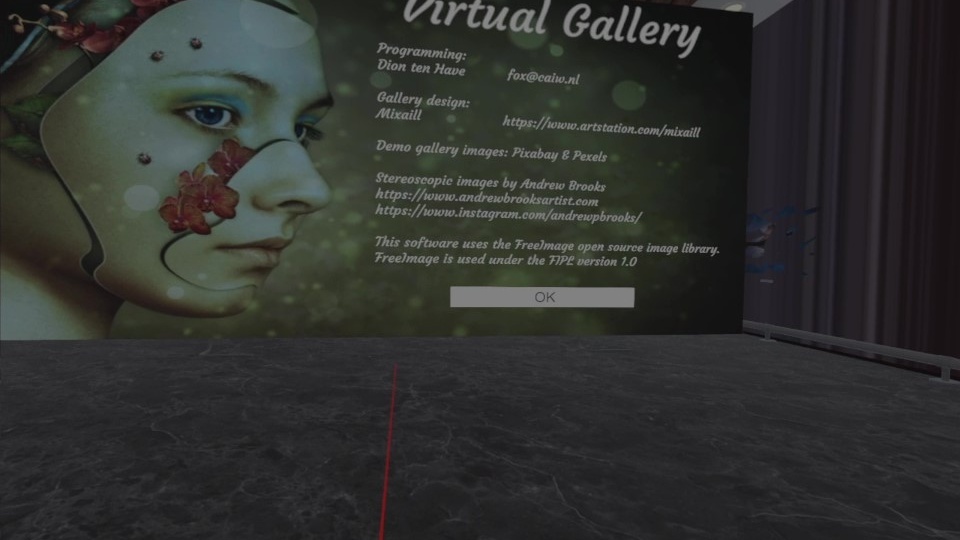 Virtual Gallery
Programming:
Dion ten Have fox@caiw.nl
Gallery design:
Mixaill https://www.artstation.com/mixaill
Demo gallery images: Pixabay & Pexels
Stereoscopic images by Andrew Brooks
https://www.andrewbrooksartist.com
https://www.instagram.com/andrewpbrooks/
This software uses the FreeImage open source image library.
FreeImage is used under the FIPL version 1.0
OK